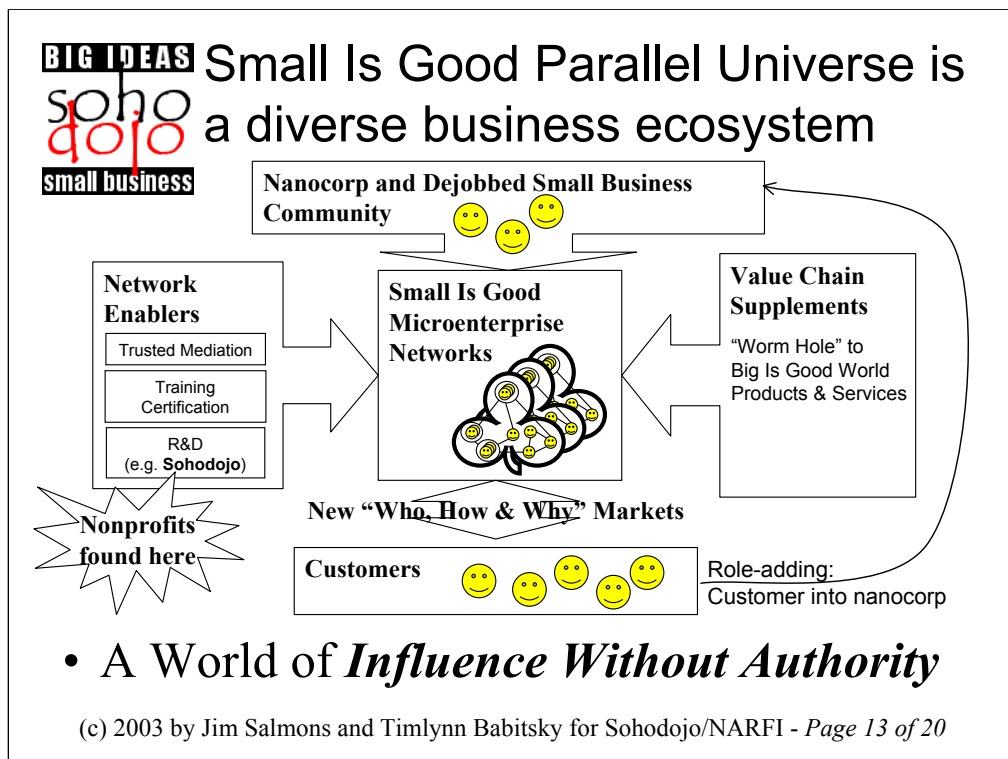 BIG IDEAS
soho
dojo
small business
Small Is Good Parallel Universe is
a diverse business ecosystem
Nanocorp and Dejobbed Small Business
Community
Network
Enablers
Trusted Mediation
Training
Certification
R&D
(e.g. Sohodojo)
Nonprofits
found here
Small Is Good
Microenterprise
Networks
Value Chain
Supplements
“Worm Hole” to
Big Is Good World
Products & Services
New “Who, How & Why” Markets
Customers
Role-adding:
Customer into nanocorp
• A World of Influence Without Authority
(c) 2003 by Jim Salmons and Timlynn Babitsky for Sohodojo/NARFI - Page 13 of 20